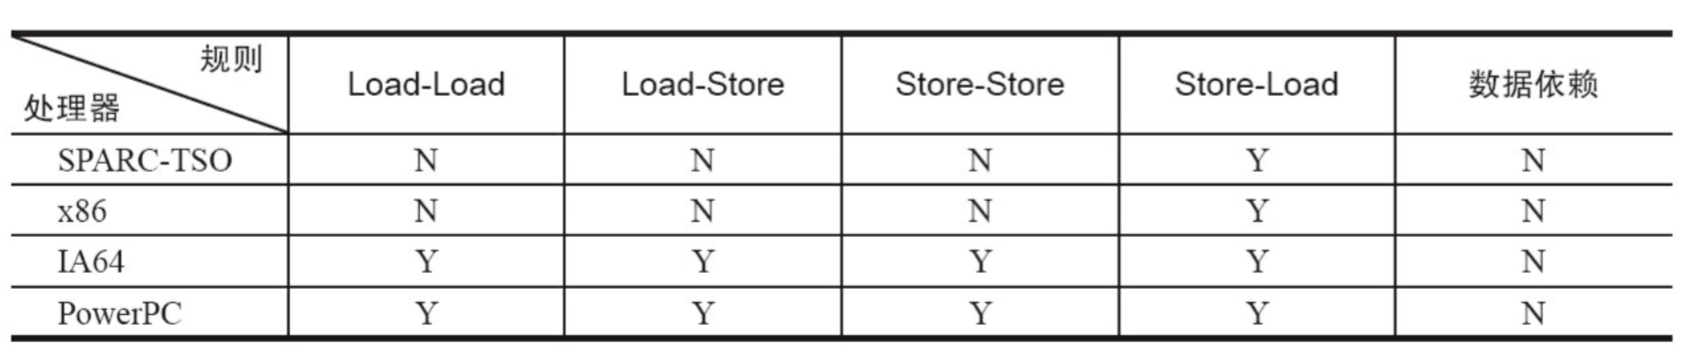 规则
处理器 Load-Load Load-Store Store-Store Store-Load 数据依赖
SPARC-TSO N N N Y N
x86 N N N Y N
IA64 Y Y Y Y N
PowerPC Y Y Y Y N